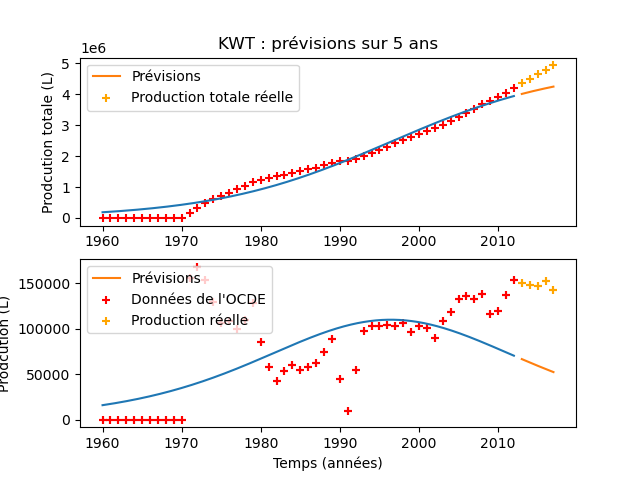 KWT : prévisions sur 5 ans
1e6
Prodcution totale (L)
5
4
3
2
1
0
Prévisions
Production totale réelle
1960 1970 1980 1990 2000 2010
Prodcution (L)
150000
100000
50000
0
Prévisions
Données de l'OCDE
Production réelle
1960 1970 1980 1990 2000 2010
Temps (années)